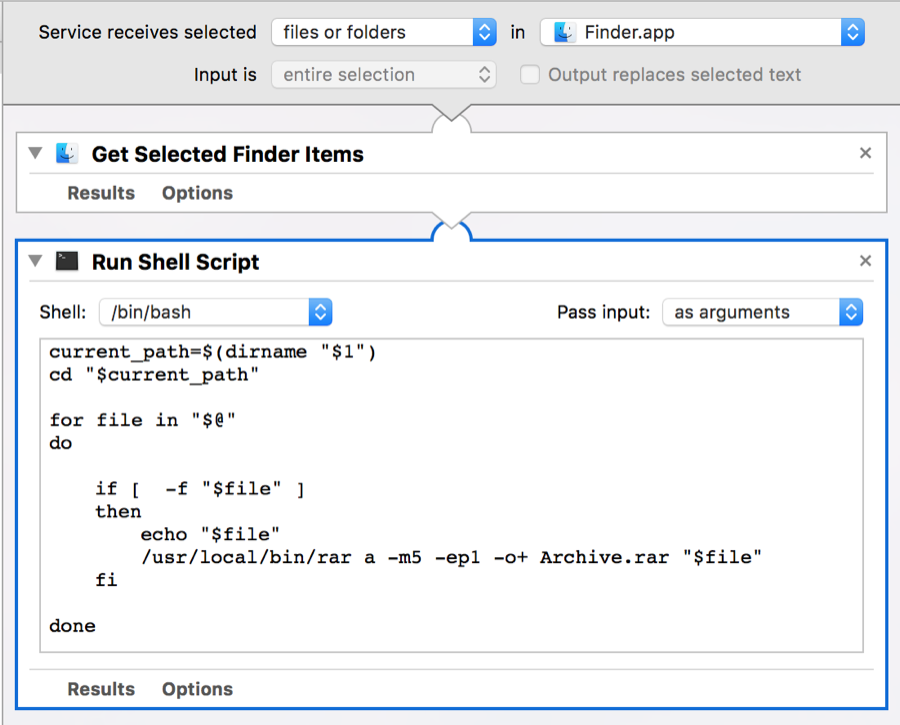 Service receives selected files or folders in Finder.app
Input is entire selection Output replaces selected text
Get Selected Finder Items
Results Options
Run Shell Script
Shell: /bin/bash Pass input: as arguments
current_path=$(dirname "$1")
cd "$current_path"
for file in "$@"
do
if [  -f "$file" ]
then
echo "$file"
/usr/local/bin/rar a -m5 -ep1 -o+ Archive.rar "$file"
fi
done
Results Options